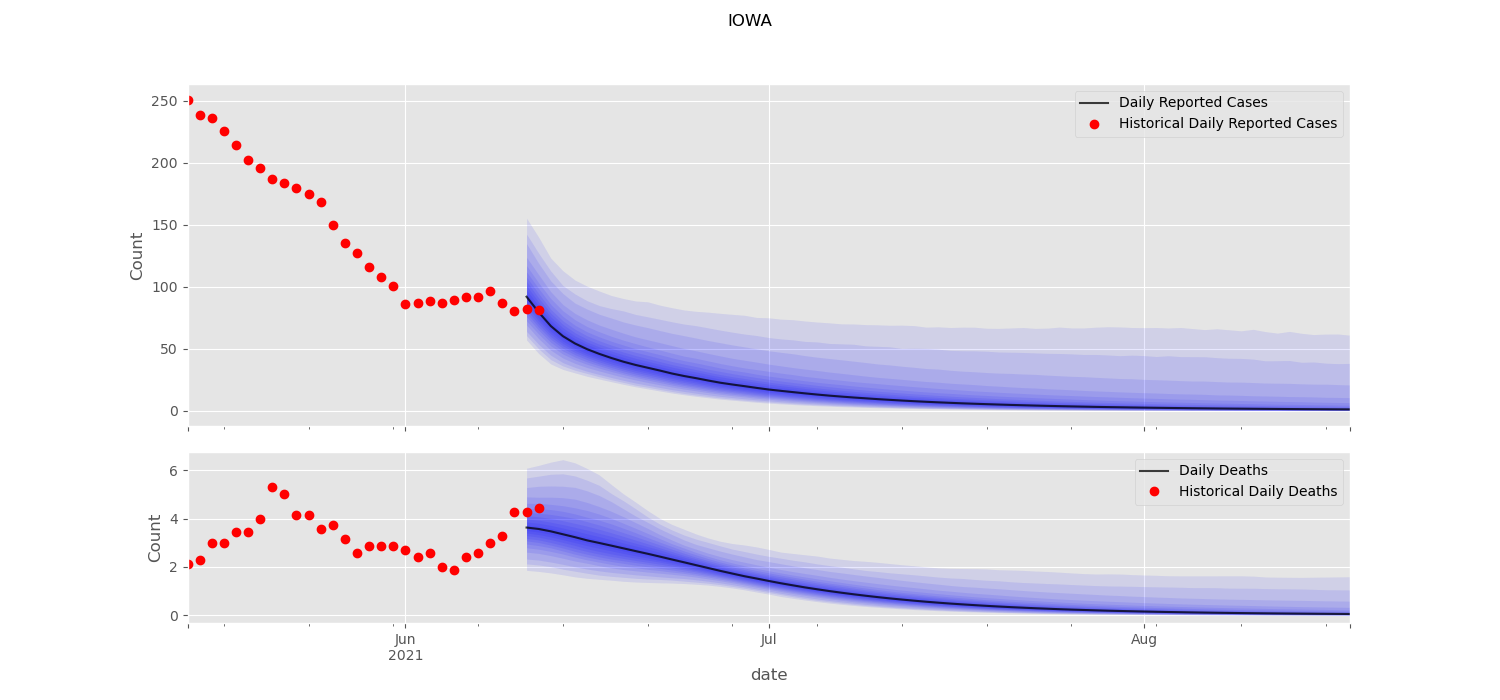 IOWA
250
200
150
100
50
0
Count
Daily Reported Cases
Historical Daily Reported Cases
6
4
2
0
Count
Daily Deaths
Historical Daily Deaths
Jun
2021
Jul
Aug
date